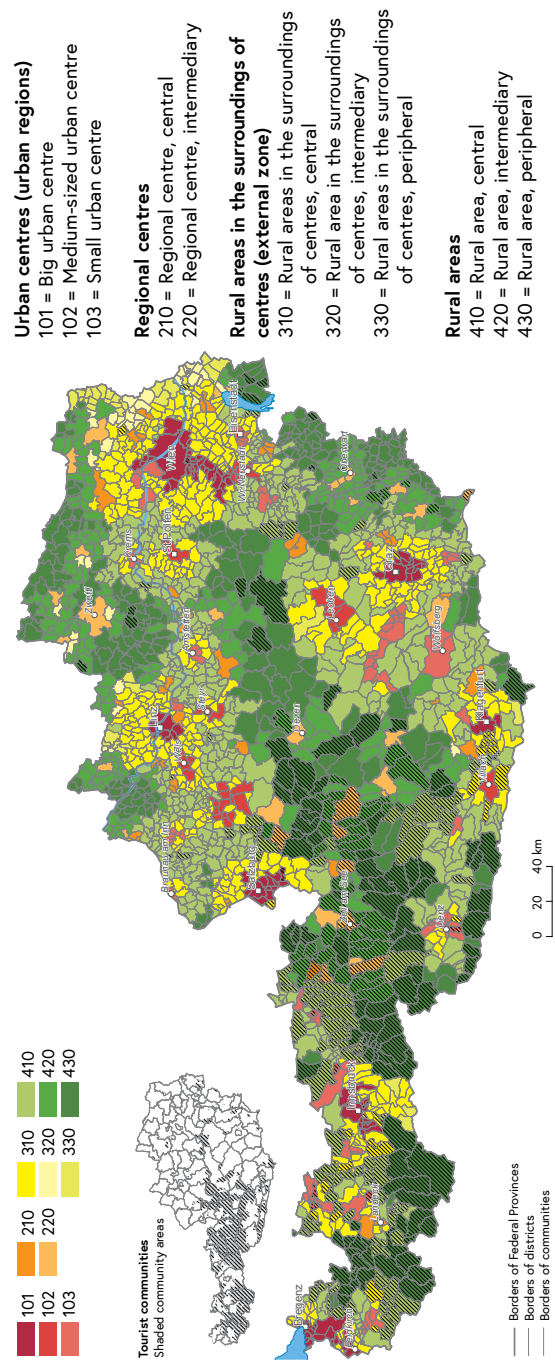 101
102
103
210
220
310
320
330
410
420
430
Tourist communities
Shaded community areas
Borders of Federal Provinces
Borders of districts
Borders of communities
Bregenz
Feldkirch
Landeck
Innsbruck
Lienz
Zell am See
Salzburg
Braunau am Inn
Wels
Linz
Steyr
Liezen
Villach
Klagenfurt
Wolfsberg
Amstetten
Zwettl
Leoben
Graz
Krems
St.Pölten
Wien
Wr.Neustadt
Eisenstadt
Oberwart
0 20 40 km
Urban centres (urban regions)
101 = Big urban centre
102 = Medium-sized urban centre
103 = Small urban centre
Regional centres
210 = Regional centre, central
220 = Regional centre, intermediary
Rural areas in the surroundings of
centres (external zone)
310 = Rural areas in the surroundings
of centres, central
320 = Rural area in the surroundings
of centres, intermediary
330 = Rural areas in the surroundings
of centres, peripheral
Rural areas
410 = Rural area, central
420 = Rural area, intermediary
430 = Rural area, peripheral